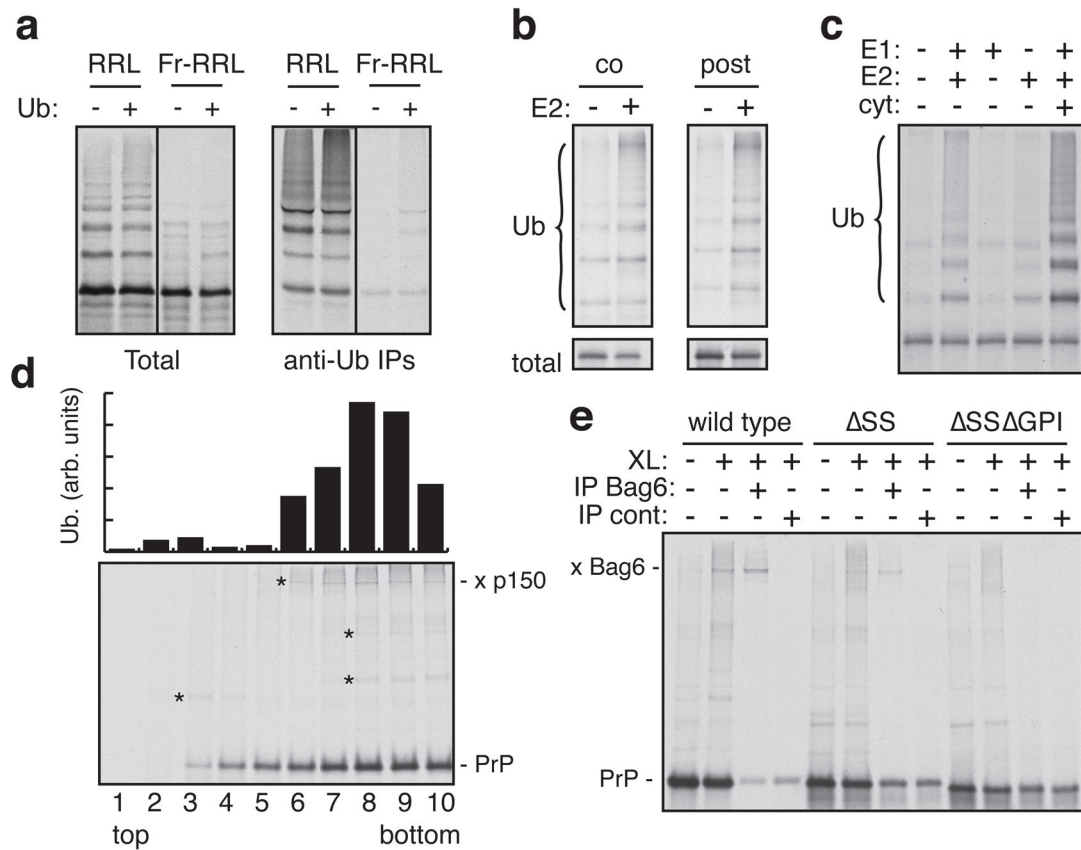 a
RRL Fr-RRL RRL Fr-RRL
Ub: - + - + - + - +
Total anti-Ub IPs
b
co post
E2: - + - +
Ub
total
c
E1: - + + - +
E2: - + - + +
cyt: - - - - +
Ub
d
Ub. (arb. units)
* - x p150
*
*
*
- PrP
1 2 3 4 5 6 7 8 9 10
top bottom
e
wild type ΔSS ΔSSΔGPI
XL: - + + + - + + + - + + +
IP Bag6: - - + - - - + - - - + -
IP cont: - - - + - - - + - - - +
x Bag6 -
PrP -